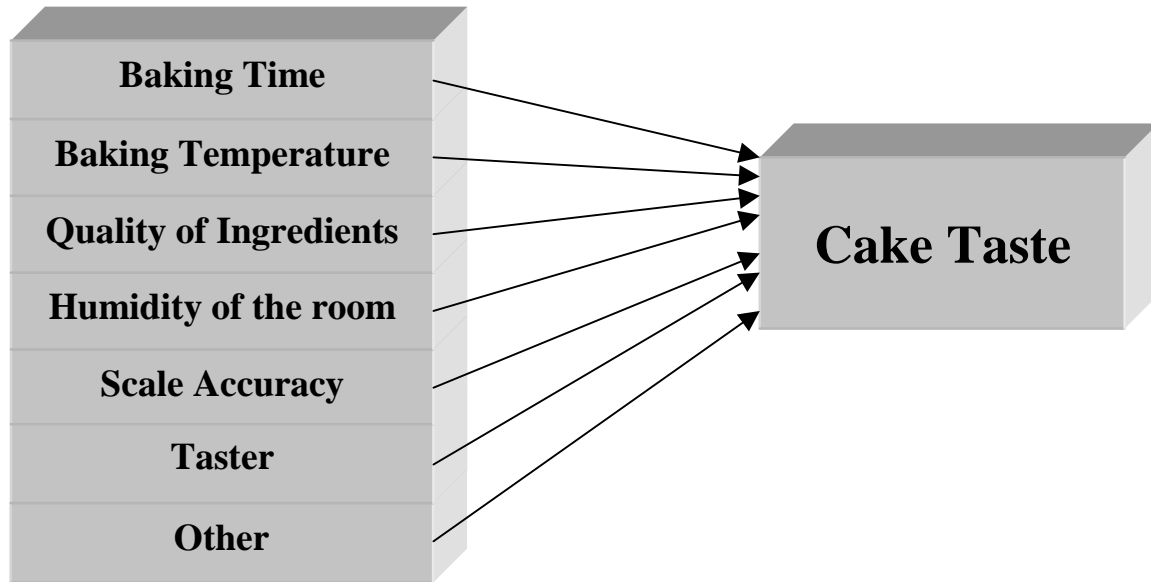 Baking Time
Baking Temperature
Quality of Ingredients
Humidity of the room
Scale Accuracy
Taster
Other
Cake Taste